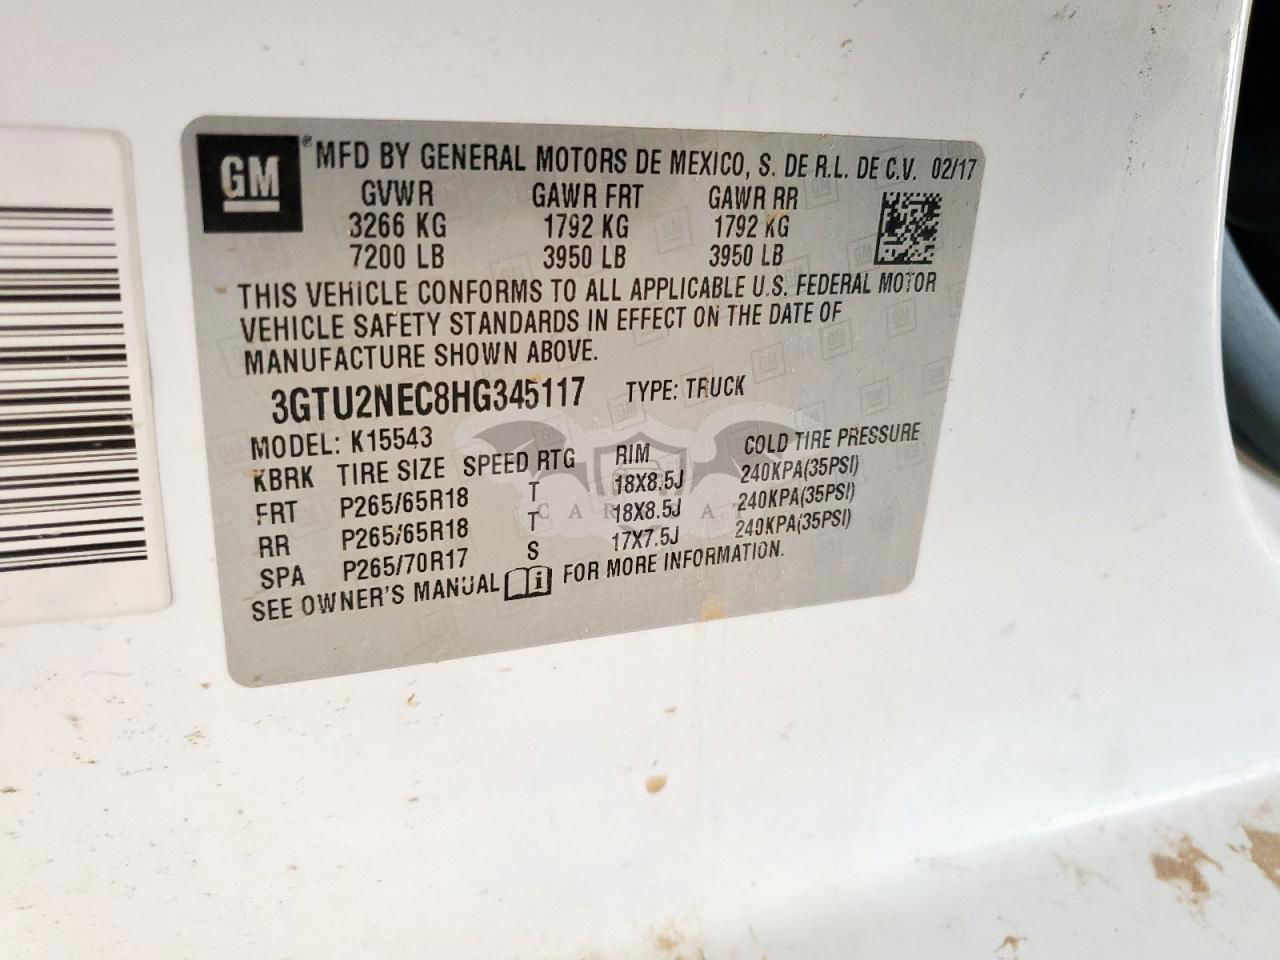 GM ® MFD BY GENERAL MOTORS DE MEXICO, S. DE R.L. DE C.V. 02/17
GVWR GAWR FRT GAWR RR
3266 KG 1792 KG 1792 KG
7200 LB 3950 LB 3950 LB
THIS VEHICLE CONFORMS TO ALL APPLICABLE U.S. FEDERAL MOTOR
VEHICLE SAFETY STANDARDS IN EFFECT ON THE DATE OF
MANUFACTURE SHOWN ABOVE.
3GTU2NEC8HG345117 TYPE: TRUCK
MODEL: K15543
KBRK TIRE SIZE SPEED RTG RIM COLD TIRE PRESSURE
FRT P265/65R18 T 18X8.5J 240KPA(35PSI)
RR P265/65R18 T 18X8.5J 240KPA(35PSI)
SPA P265/70R17 S 17X7.5J 240KPA(35PSI)
SEE OWNER'S MANUAL FOR MORE INFORMATION.